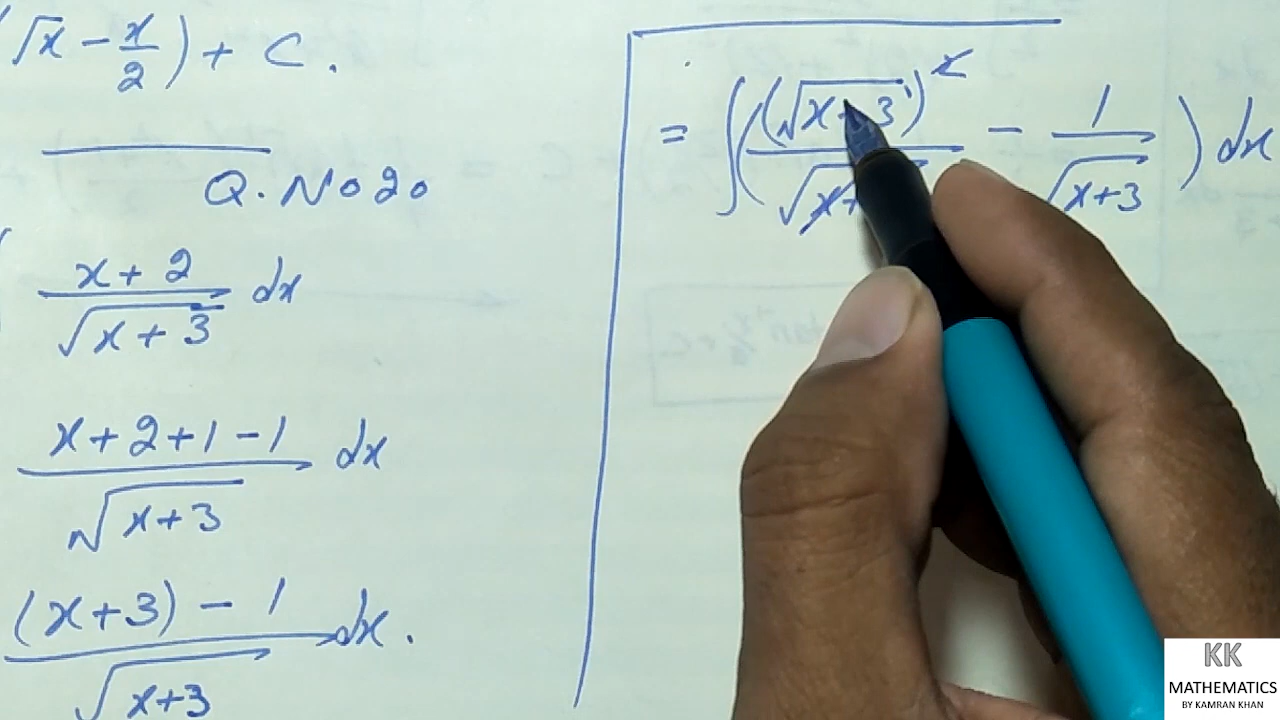 √x - x/2) + C.
Q. No 20
x + 2 / √x + 3 dx
x + 2 + 1 - 1 / √x+3 dx
(x+3) - 1 / √x+3 dx.
= ∫((√x+3)² / √x+ - 1 / √x+3) dx
KK
MATHEMATICS
BY KAMRAN KHAN